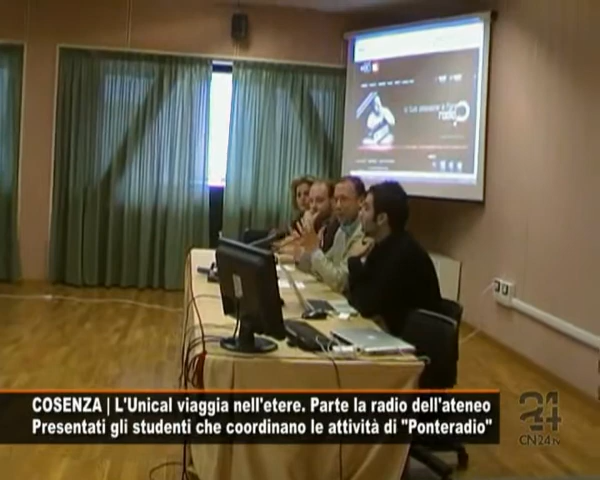 COSENZA | L'Unical viaggia nell'etere. Parte la radio dell'ateneo
Presentati gli studenti che coordinano le attività di "Ponteradio"
24
CN24tv